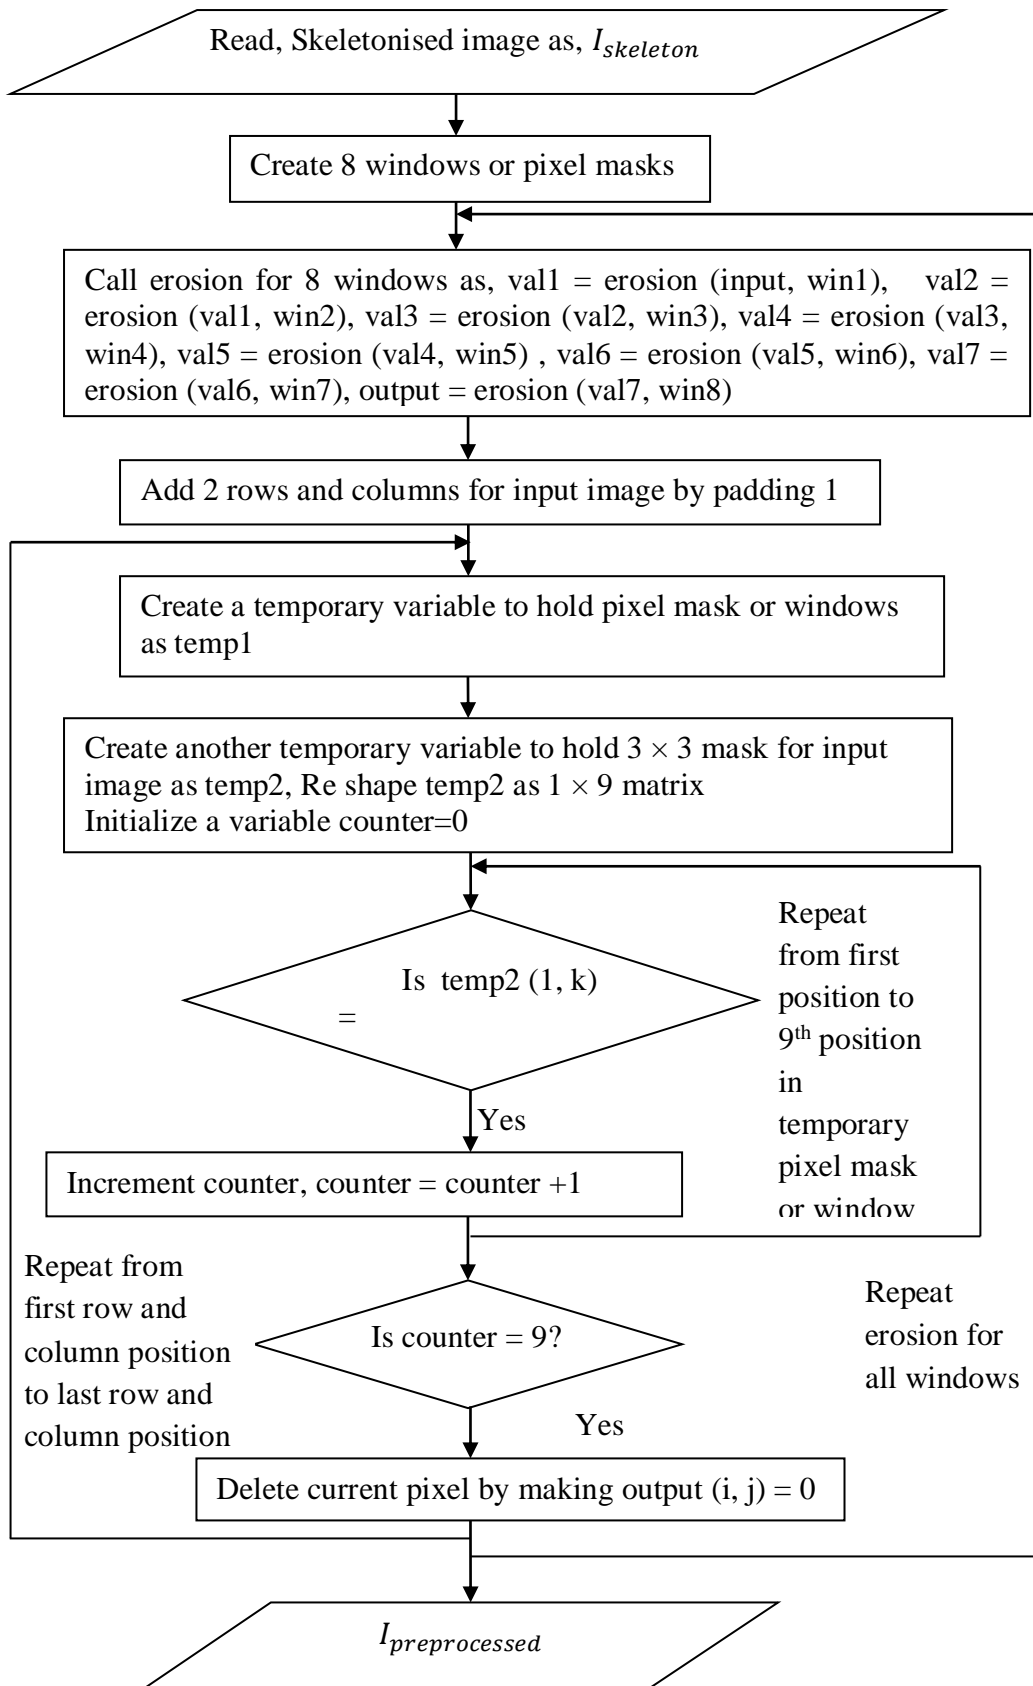 Read, Skeletonised image as, I_skeleton
Create 8 windows or pixel masks
Call erosion for 8 windows as, val1 = erosion (input, win1), val2 =
erosion (val1, win2), val3 = erosion (val2, win3), val4 = erosion (val3,
win4), val5 = erosion (val4, win5) , val6 = erosion (val5, win6), val7 =
erosion (val6, win7), output = erosion (val7, win8)
Add 2 rows and columns for input image by padding 1
Create a temporary variable to hold pixel mask or windows
as temp1
Create another temporary variable to hold 3 × 3 mask for input
image as temp2, Re shape temp2 as 1 × 9 matrix
Initialize a variable counter=0
Is temp2 (1, k)
=
Repeat
from first
position to
9th position
in
temporary
pixel mask
or window
Yes
Increment counter, counter = counter +1
Repeat from
first row and
column position
to last row and
column position
Is counter = 9?
Repeat
erosion for
all windows
Yes
Delete current pixel by making output (i, j) = 0
I_preprocessed